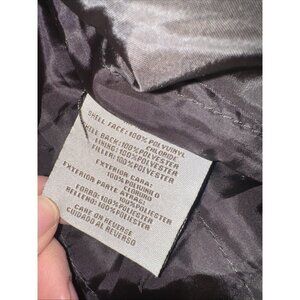 SHELL FACE: 100% POLYVINYL
CHLORIDE
SHELL BACK: 100% POLYESTER
LINING: 100% POLYESTER
FILLER: 100% POLYESTER
EXTERIOR CARA:
100% POLIVINILO
CLORURO
EXTERIOR PARTE ATRAS:
100% POLIESTER
FORRO: 100% POLIESTER
RELLENO: 100% POLIESTER
CARE ON REVERSE
CUIDADO AL REVERSO